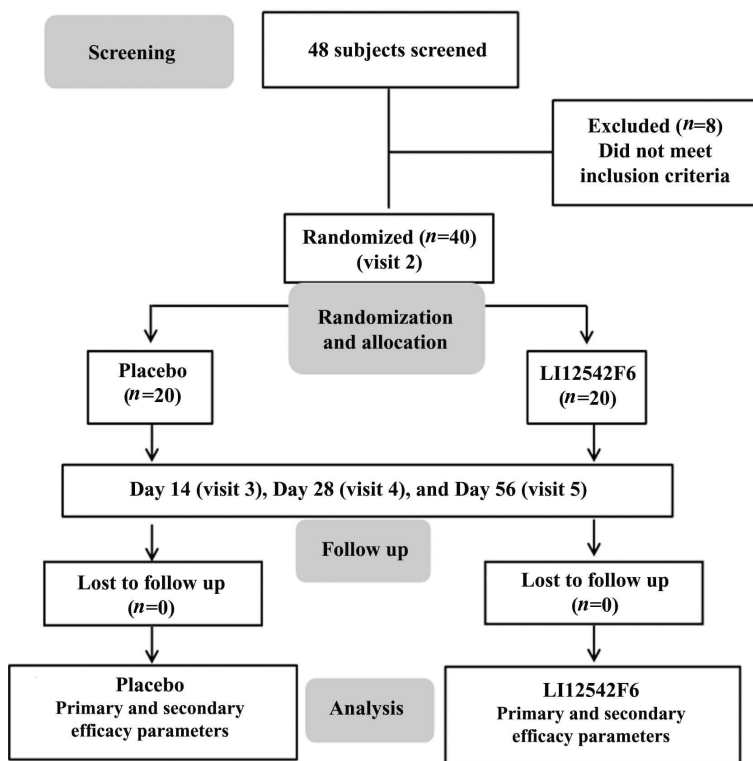 48 subjects screened
Screening
Excluded (n=8)
Did not meet
inclusion criteria
Randomized (n=40)
(visit 2)
Randomization
and allocation
Placebo
(n=20)
LI12542F6
(n=20)
Day 14 (visit 3), Day 28 (visit 4), and Day 56 (visit 5)
Follow up
Lost to follow up
(n=0)
Lost to follow up
(n=0)
Placebo
Primary and secondary
efficacy parameters
Analysis
LI12542F6
Primary and secondary
efficacy parameters